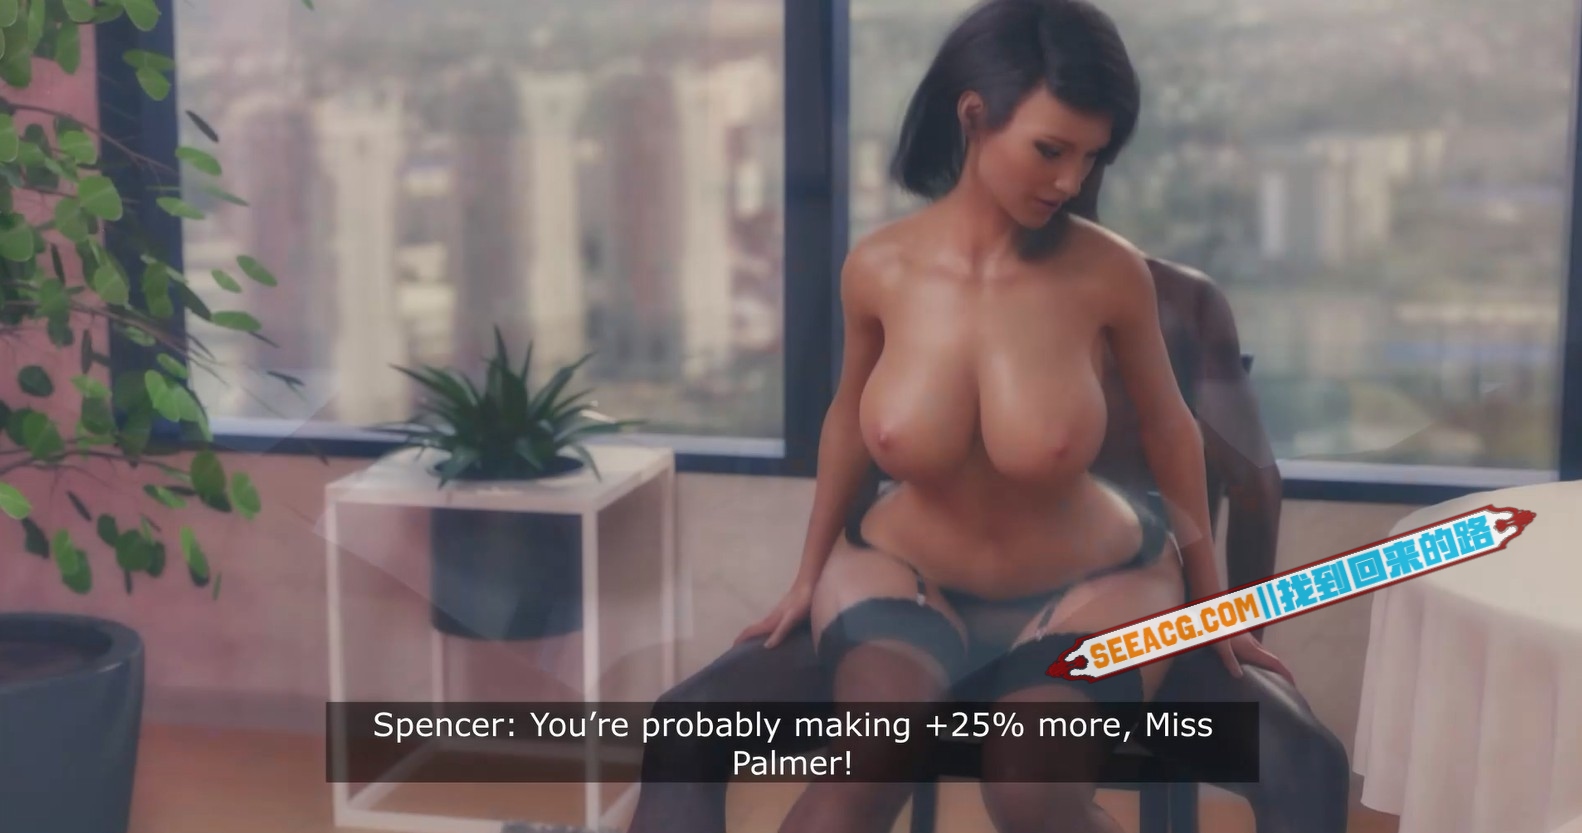 SEEACG.COM||找到回来的路
Spencer: You’re probably making +25% more, Miss
Palmer!